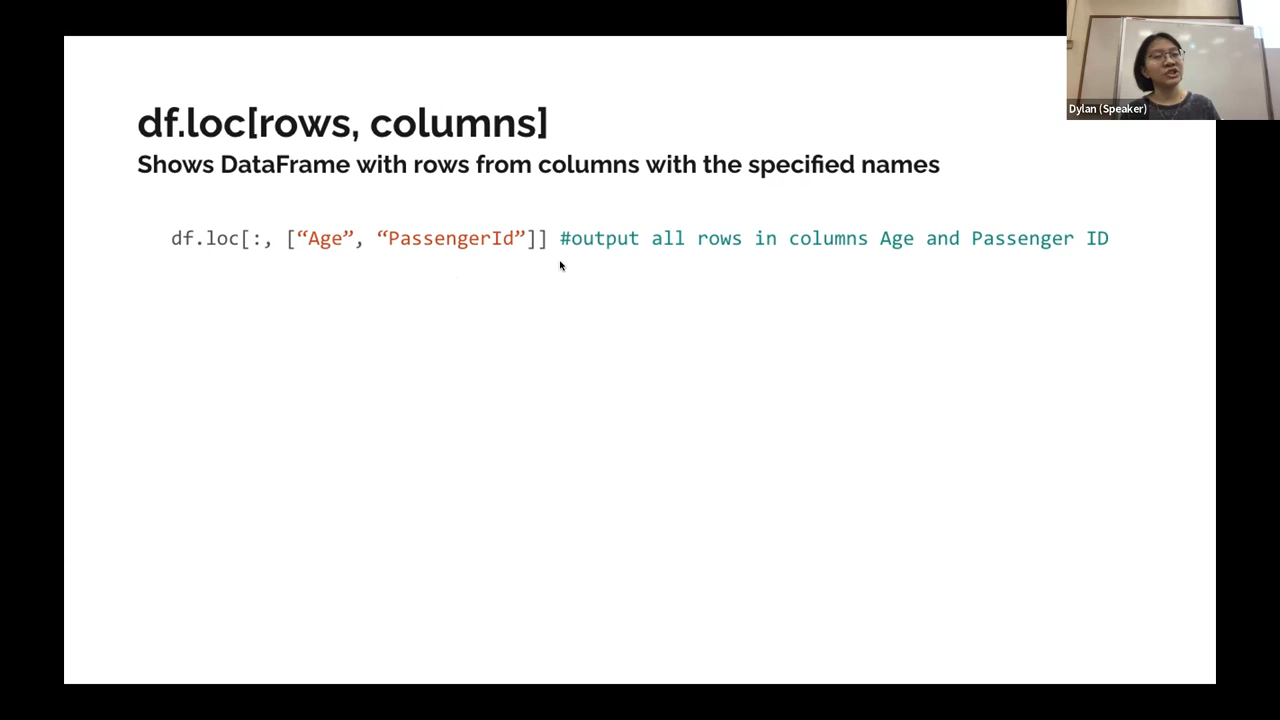 df.loc[rows, columns]
Shows DataFrame with rows from columns with the specified names
df.loc[:, [“Age”, “PassengerId”]] #output all rows in columns Age and Passenger ID
Dylan (Speaker)